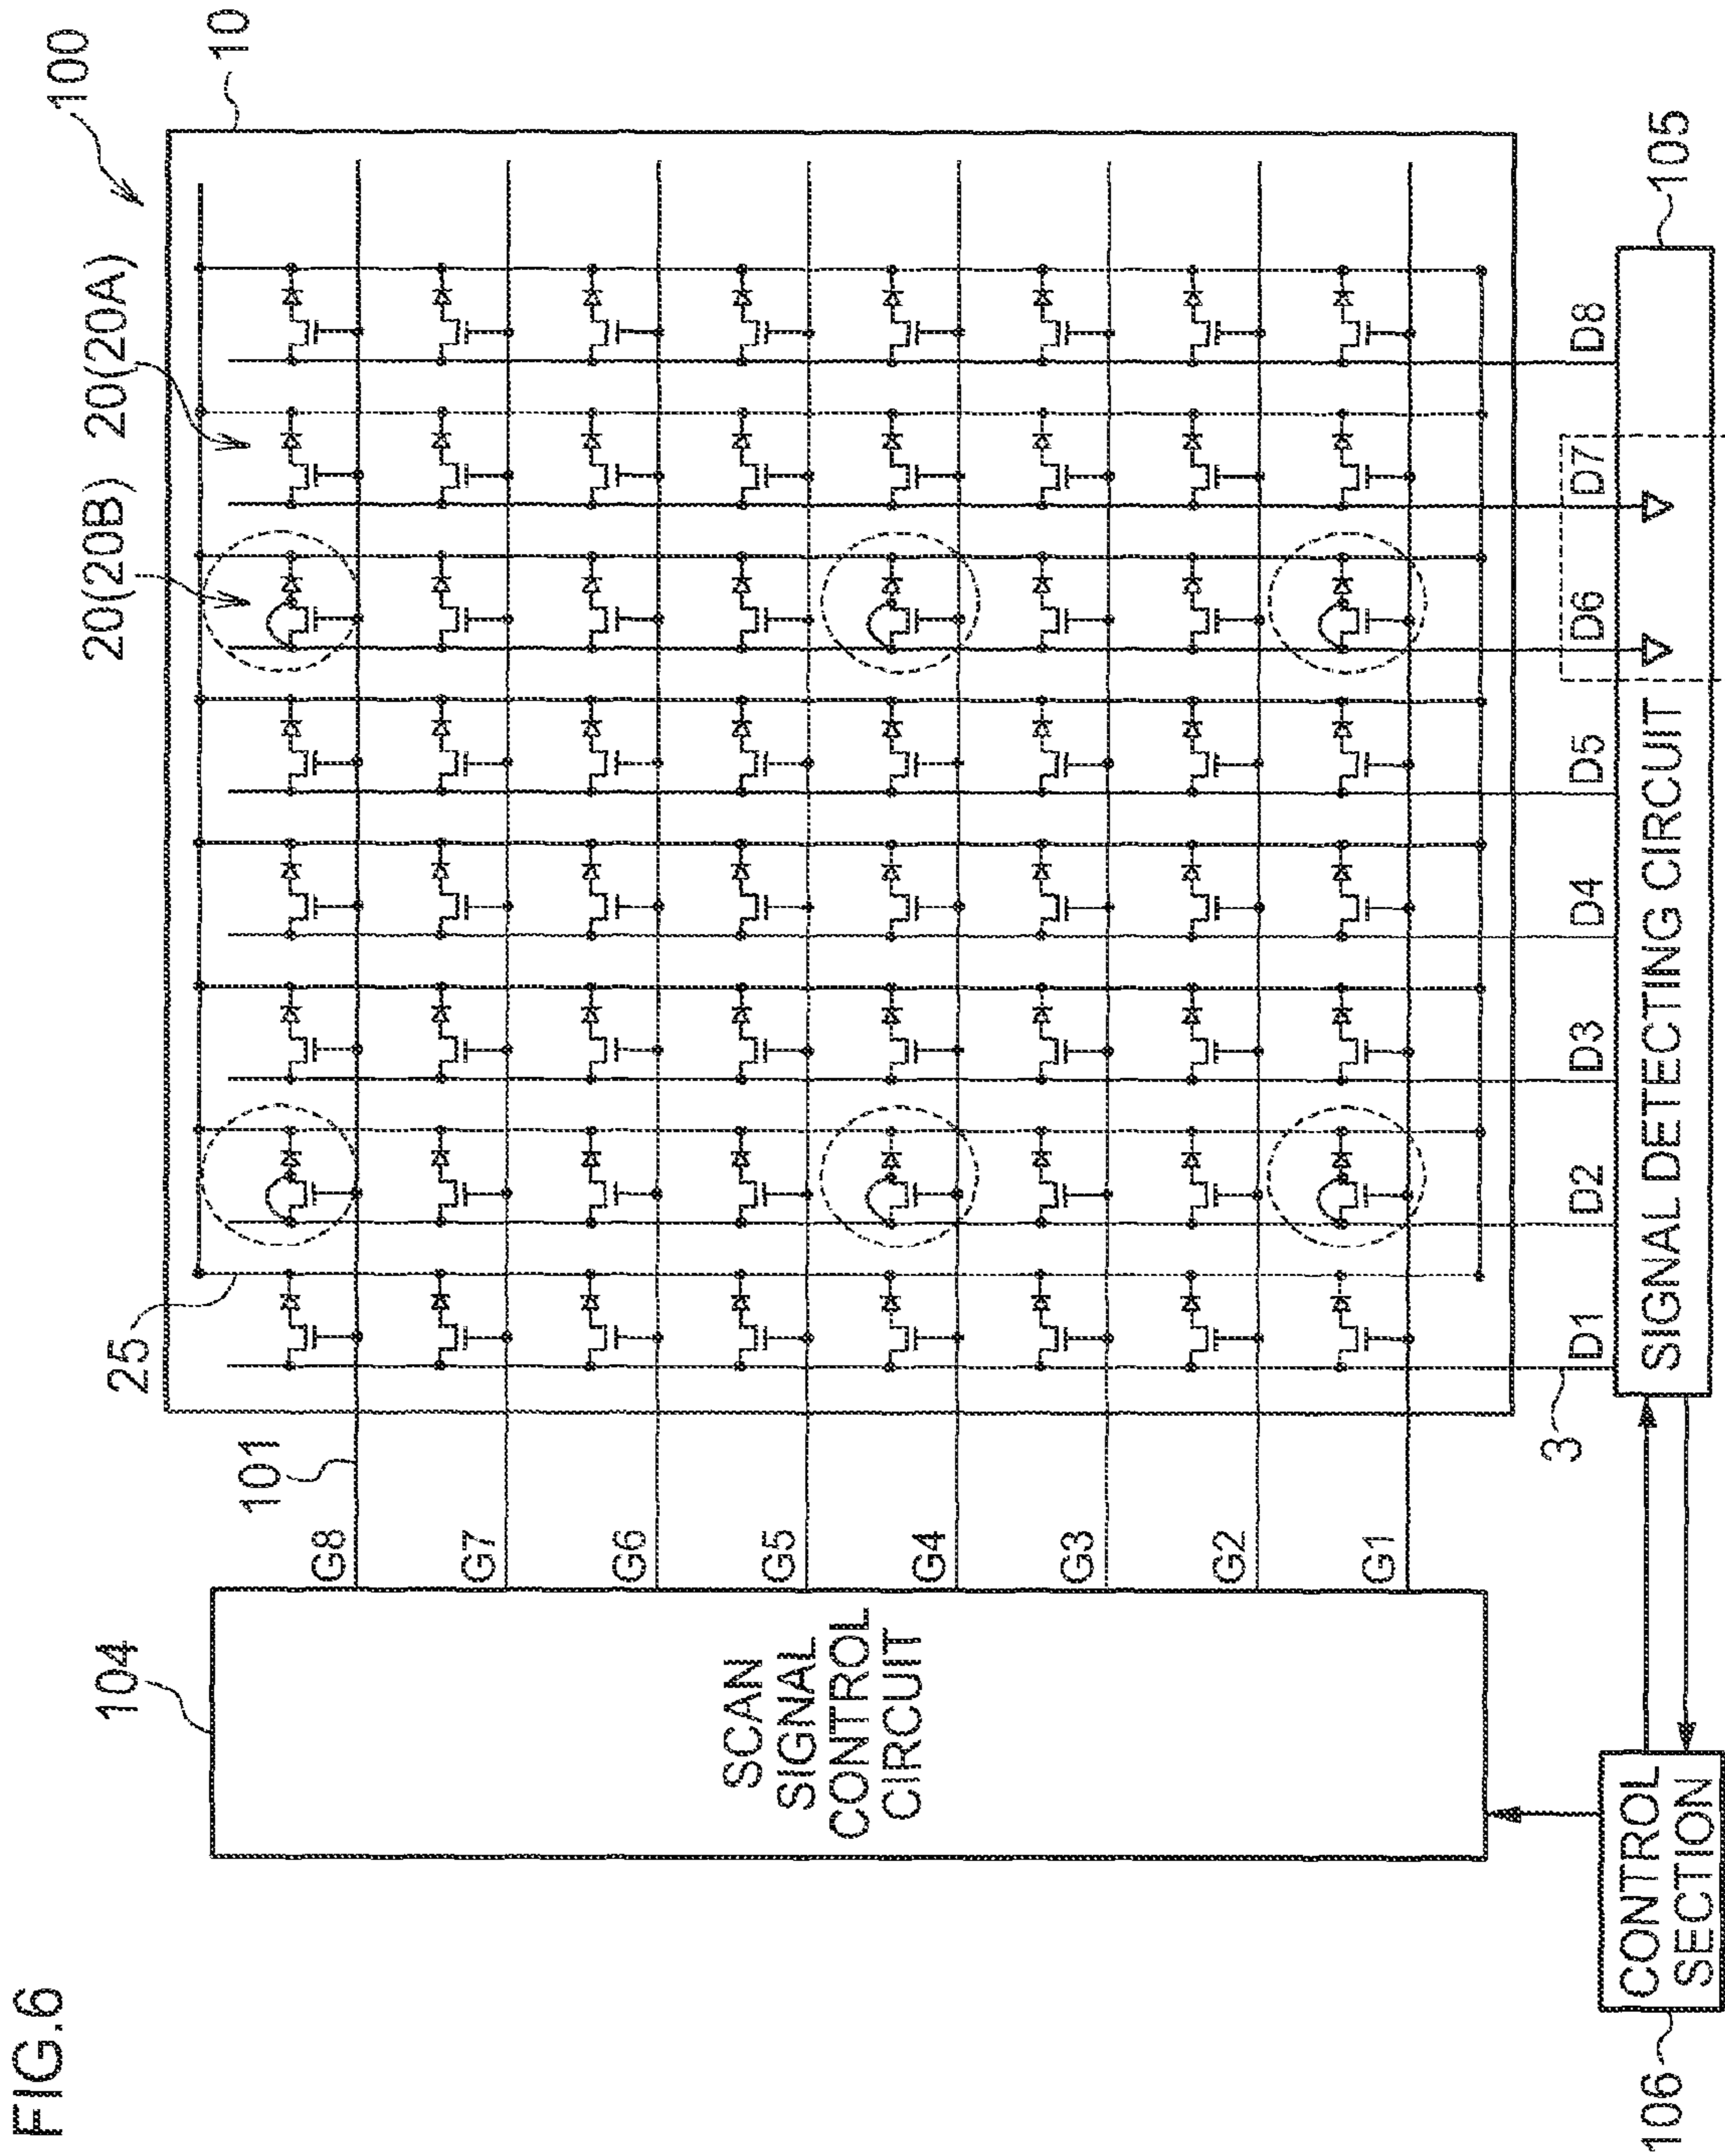 FIG.6
100
10
20(20B)
20(20A)
25
101
104
G8
G7
G6
G5
G4
G3
G2
G1
SCAN
SIGNAL
CONTROL
CIRCUIT
3
D1
D2
D3
D4
D5
D6
D7
D8
105
SIGNAL DETECTING CIRCUIT
106
CONTROL
SECTION